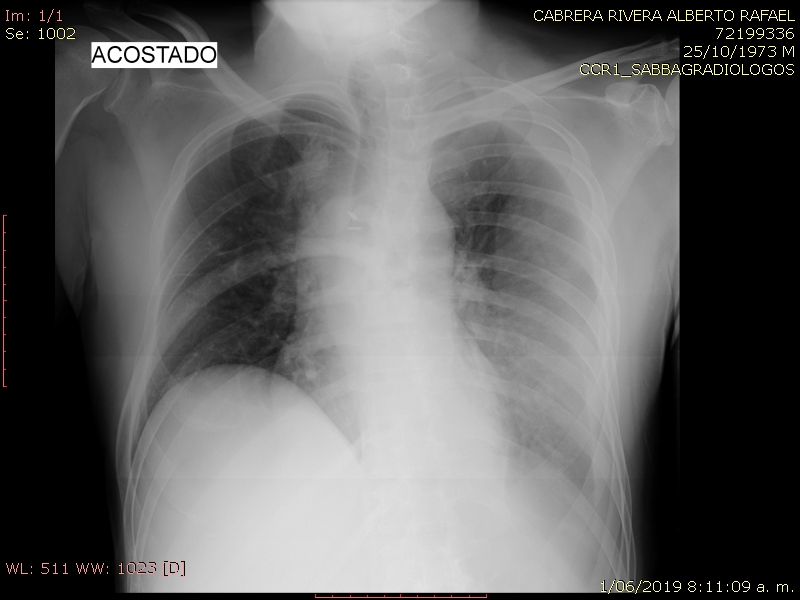 Im: 1/1
Se: 1002
ACOSTADO
CABRERA RIVERA ALBERTO RAFAEL
72199336
25/10/1973 M
CCR1_SABBAGRADIOLOGOS
WL: 511 WW: 1023 [D]
1/06/2019 8:11:09 a. m.